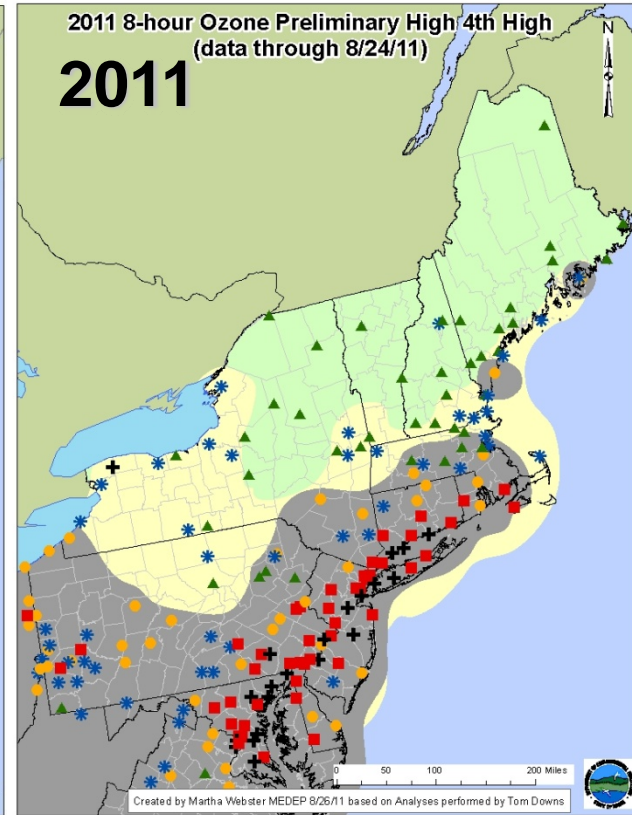 2011 8-hour Ozone Preliminary High 4th High
(data through 8/24/11)
2011
N
0 50 100 200 Miles
Created by Martha Webster MEDEP 8/26/11 based on Analyses performed by Tom Downs